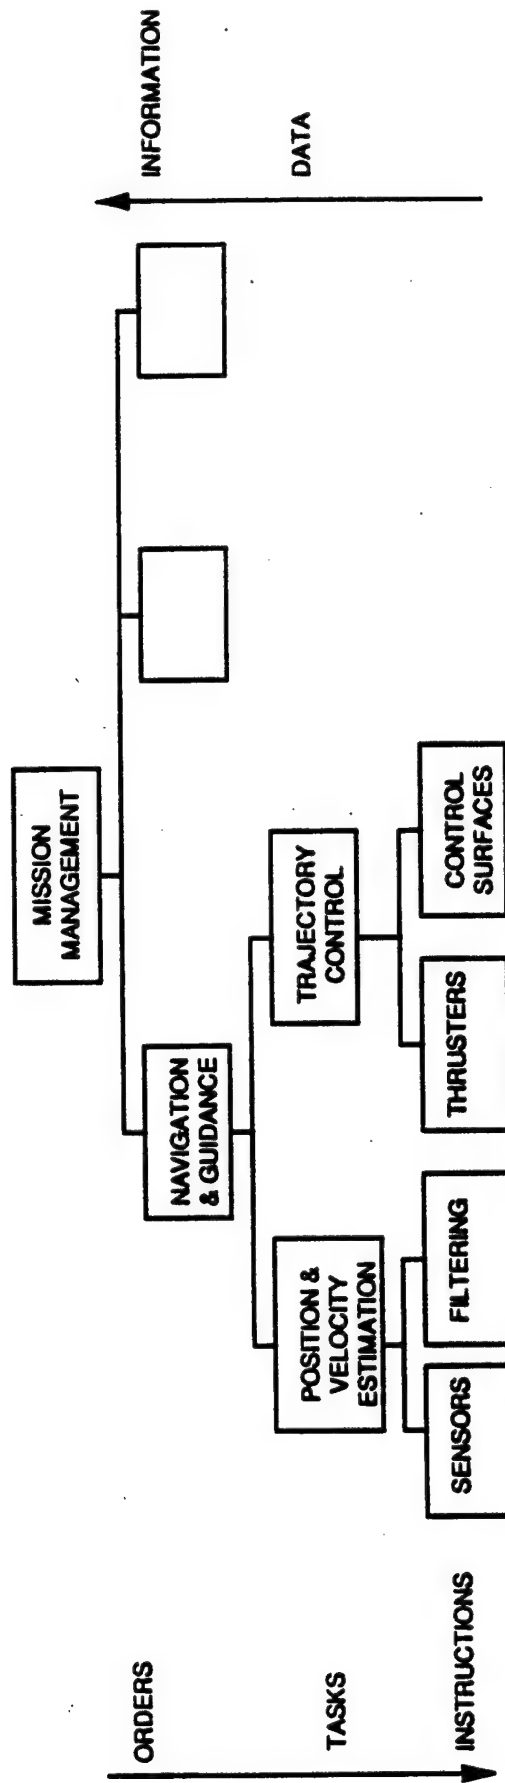 MISSION
MANAGEMENT
ORDERS
NAVIGATION
& GUIDANCE
INFORMATION
TASKS
POSITION &
VELOCITY
ESTIMATION
TRAJECTORY
CONTROL
DATA
INSTRUCTIONS
SENSORS
FILTERING
THRUSTERS
CONTROL
SURFACES